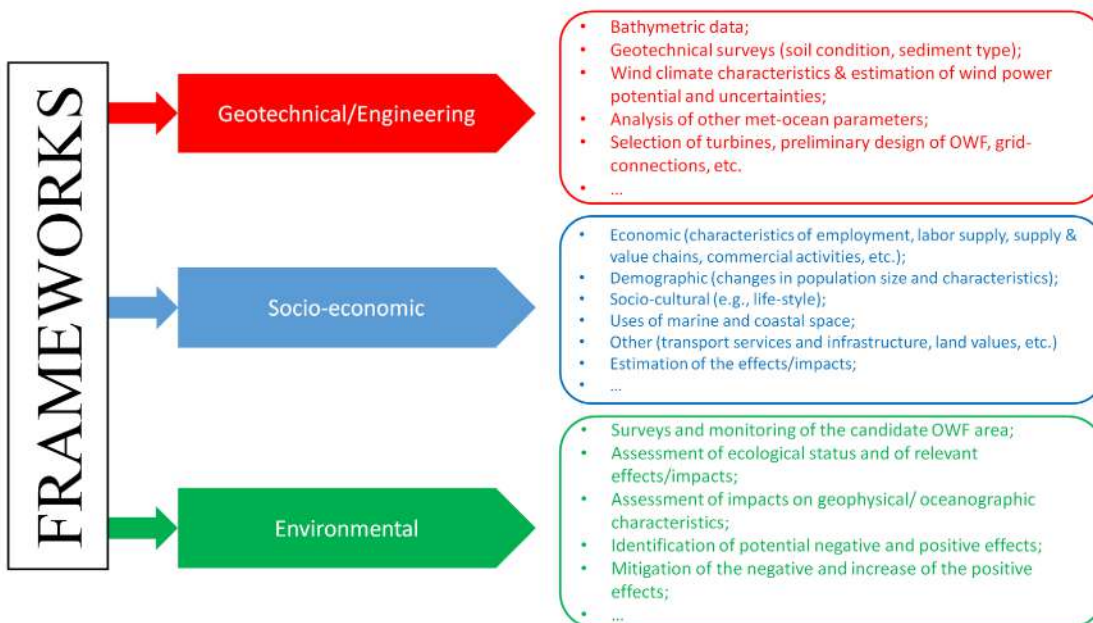 FRAMEWORKS
Geotechnical/Engineering
• Bathymetric data;
• Geotechnical surveys (soil condition, sediment type);
• Wind climate characteristics & estimation of wind power
potential and uncertainties;
• Analysis of other met-ocean parameters;
• Selection of turbines, preliminary design of OWF, grid-
connections, etc.
• ...
Socio-economic
• Economic (characteristics of employment, labor supply, supply &
value chains, commercial activities, etc.);
• Demographic (changes in population size and characteristics);
• Socio-cultural (e.g., life-style);
• Uses of marine and coastal space;
• Other (transport services and infrastructure, land values, etc.)
• Estimation of the effects/impacts;
• ...
Environmental
• Surveys and monitoring of the candidate OWF area;
• Assessment of ecological status and of relevant
effects/impacts;
• Assessment of impacts on geophysical/ oceanographic
characteristics;
• Identification of potential negative and positive effects;
• Mitigation of the negative and increase of the positive
effects;
• ...